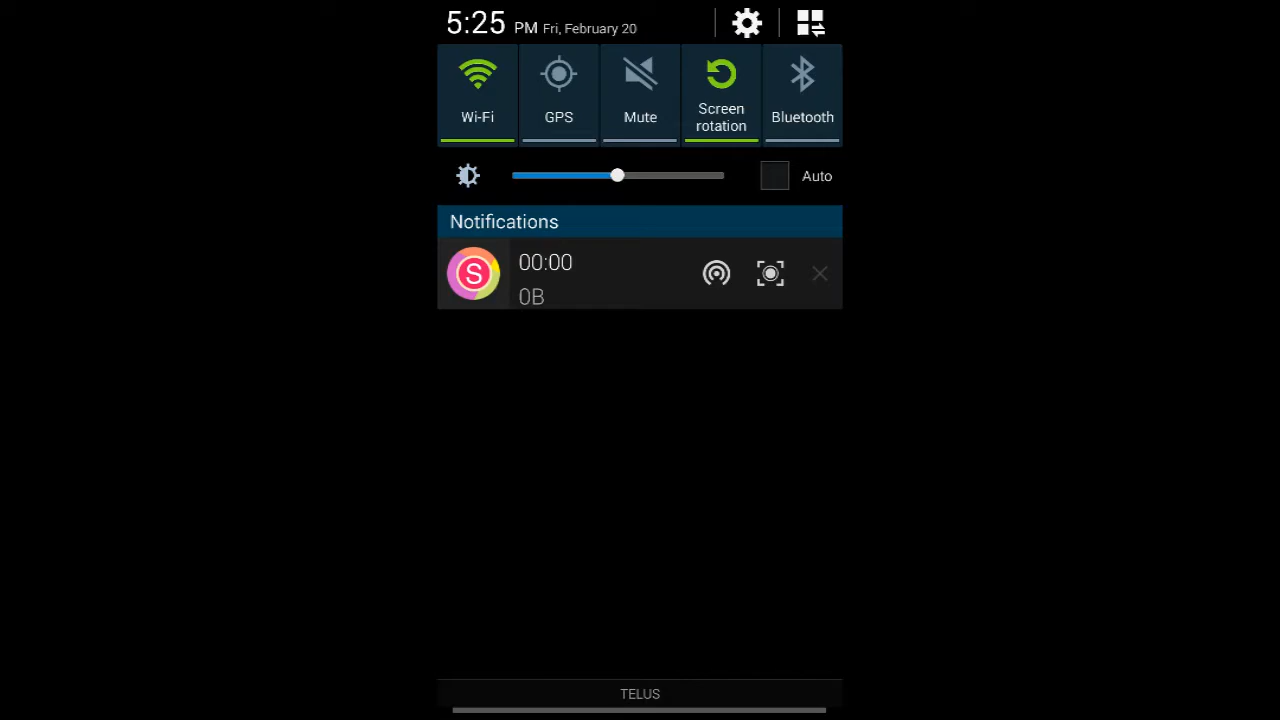 5:25 PM Fri, February 20
Wi-Fi
GPS
Mute
Screen
rotation
Bluetooth
Auto
Notifications
S
00:00
0B
TELUS